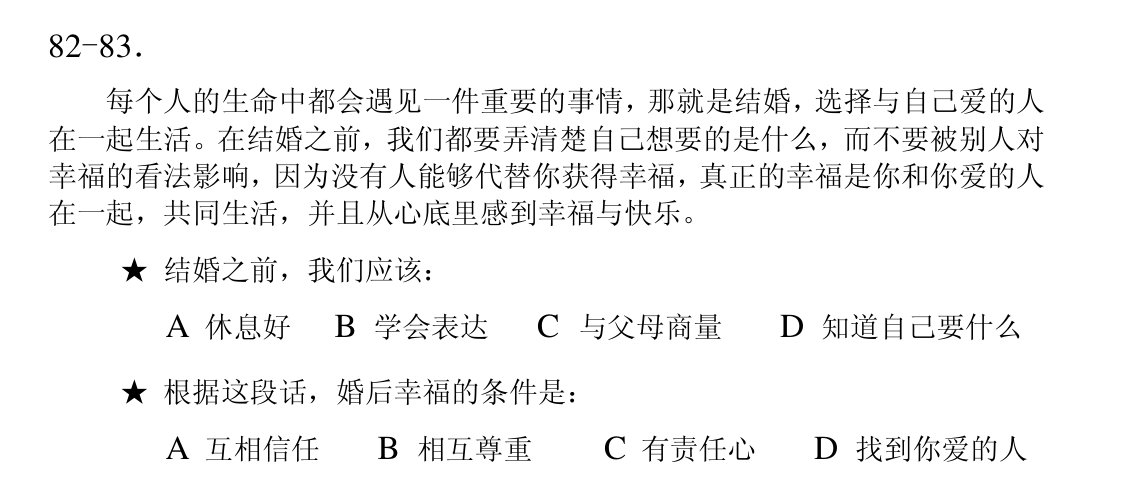 82-83.
每个人的生命中都会遇见一件重要的事情，那就是结婚，选择与自己爱的人
在一起生活。在结婚之前，我们都要弄清楚自己想要的是什么，而不要被别人对
幸福的看法影响，因为没有人能够代替你获得幸福，真正的幸福是你和你爱的人
在一起，共同生活，并且从心底里感到幸福与快乐。
★ 结婚之前，我们应该：
A 休息好 B 学会表达 C 与父母商量 D 知道自己要什么
★ 根据这段话，婚后幸福的条件是：
A 互相信任 B 相互尊重 C 有责任心 D 找到你爱的人